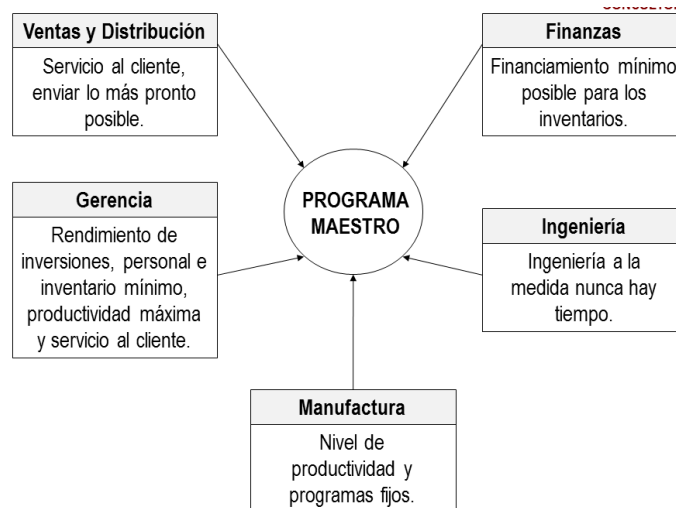 Ventas y Distribución
Servicio al cliente,
enviar lo más pronto
posible.
Finanzas
Financiamiento mínimo
posible para los
inventarios.
Gerencia
Rendimiento de
inversiones, personal e
inventario mínimo,
productividad máxima
y servicio al cliente.
PROGRAMA
MAESTRO
Ingeniería
Ingeniería a la
medida nunca hay
tiempo.
Manufactura
Nivel de
productividad y
programas fijos.